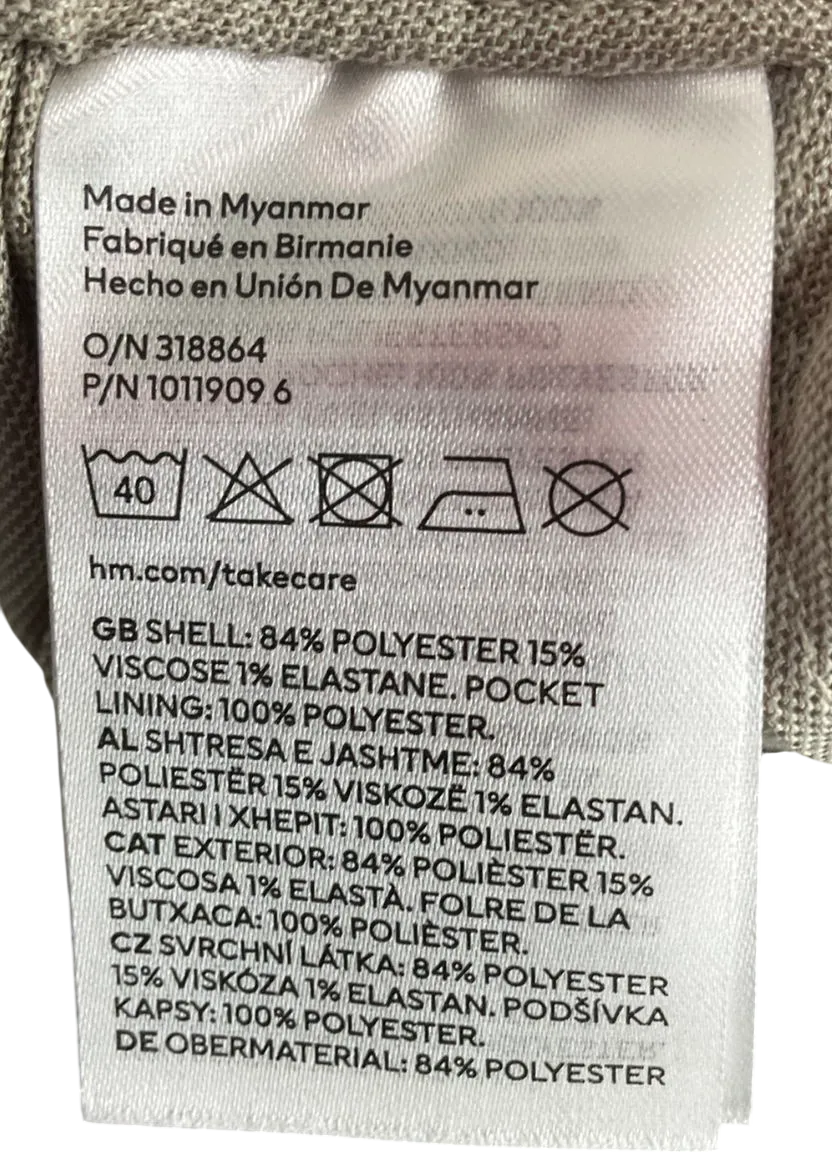 Made in Myanmar
Fabriqué en Birmanie
Hecho en Unión De Myanmar
O/N 318864
P/N 1011909 6
40
hm.com/takecare
GB SHELL: 84% POLYESTER 15%
VISCOSE 1% ELASTANE. POCKET
LINING: 100% POLYESTER.
AL SHTRESA E JASHTME: 84%
POLIESTËR 15% VISKOZË 1% ELASTAN.
ASTARI I XHEPIT: 100% POLIESTËR.
CAT EXTERIOR: 84% POLIÈSTER 15%
VISCOSA 1% ELASTÀ. FOLRE DE LA
BUTXACA: 100% POLIÈSTER.
CZ SVRCHNÍ LÁTKA: 84% POLYESTER
15% VISKÓZA 1% ELASTAN. PODŠÍVKA
KAPSY: 100% POLYESTER.
DE OBERMATERIAL: 84% POLYESTER